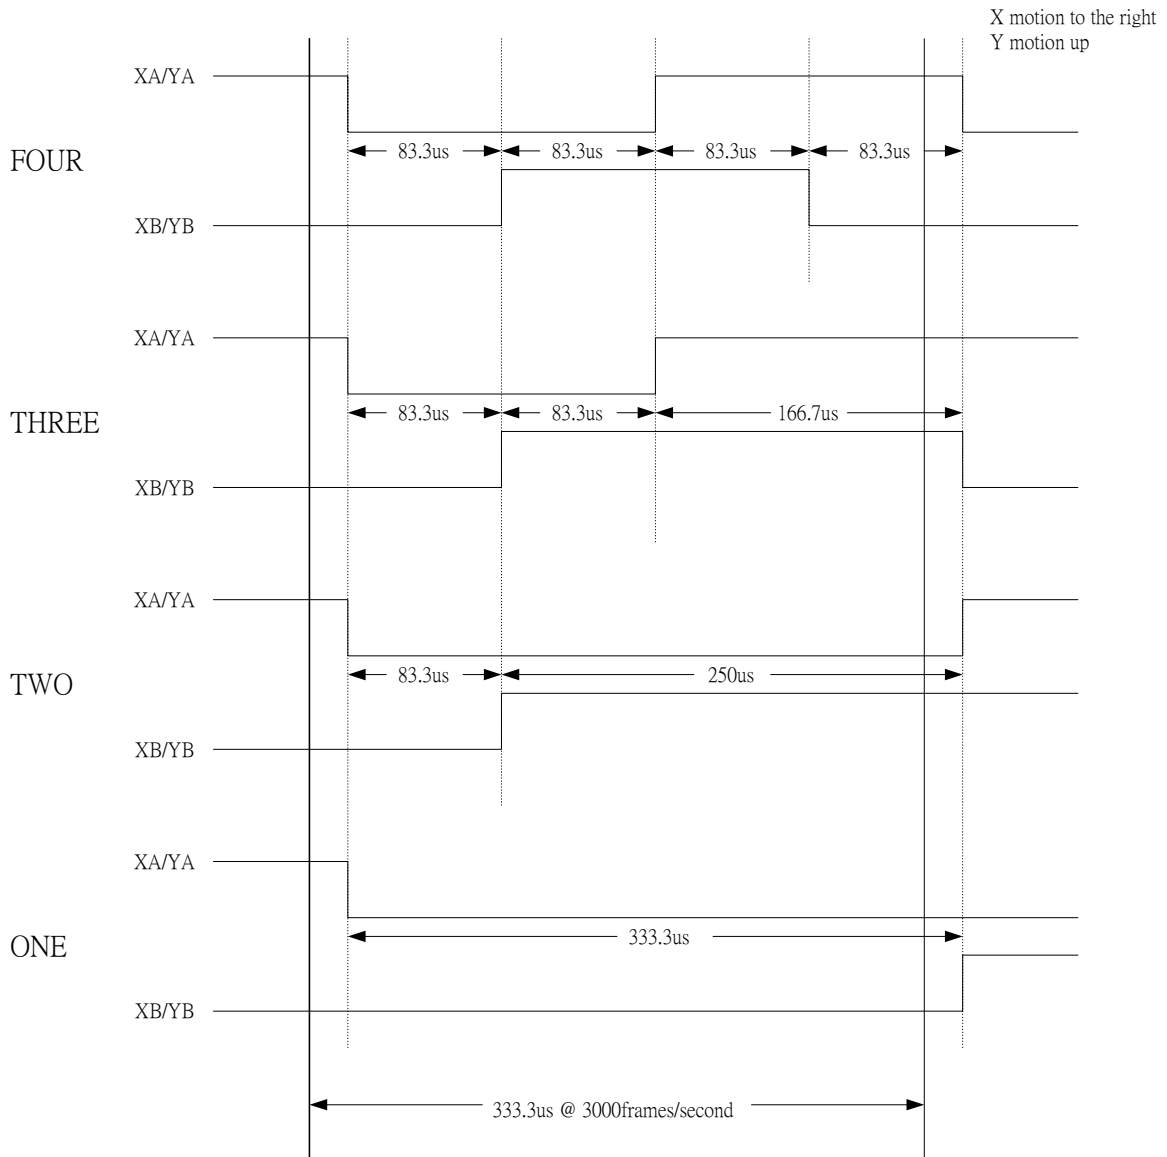 X motion to the right
Y motion up
XA/YA
83.3us 83.3us 83.3us 83.3us
FOUR
XB/YB
XA/YA
83.3us 83.3us 166.7us
THREE
XB/YB
XA/YA
83.3us 250us
TWO
XB/YB
XA/YA
333.3us
ONE
XB/YB
333.3us @ 3000frames/second